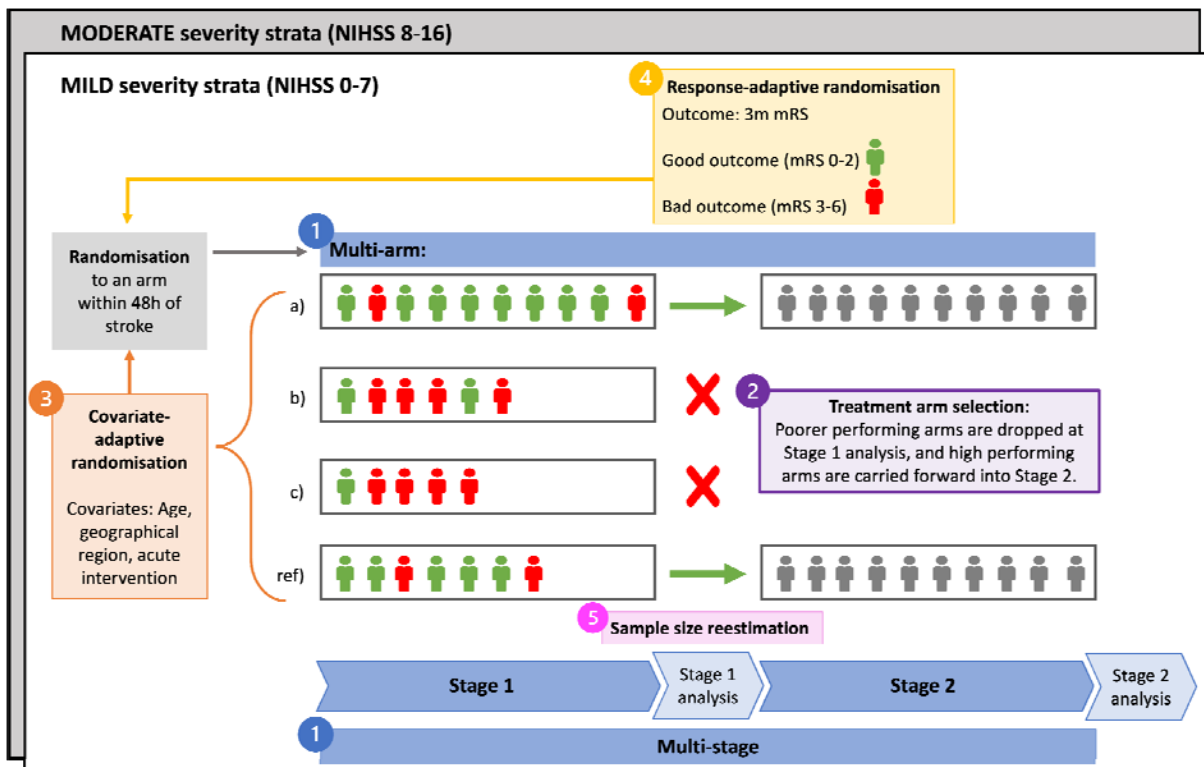 MODERATE severity strata (NIHSS 8-16)
MILD severity strata (NIHSS 0-7)
4
Response-adaptive randomisation
Outcome: 3m mRS
Good outcome (mRS 0-2)
Bad outcome (mRS 3-6)
Randomisation
to an arm
within 48h of
stroke
1
Multi-arm:
a)
b)
c)
ref)
3
Covariate-
adaptive
randomisation
Covariates: Age,
geographical
region, acute
intervention
2
Treatment arm selection:
Poorer performing arms are dropped at
Stage 1 analysis, and high performing
arms are carried forward into Stage 2.
5
Sample size reestimation
Stage 1
Stage 1
analysis
Stage 2
Stage 2
analysis
1
Multi-stage